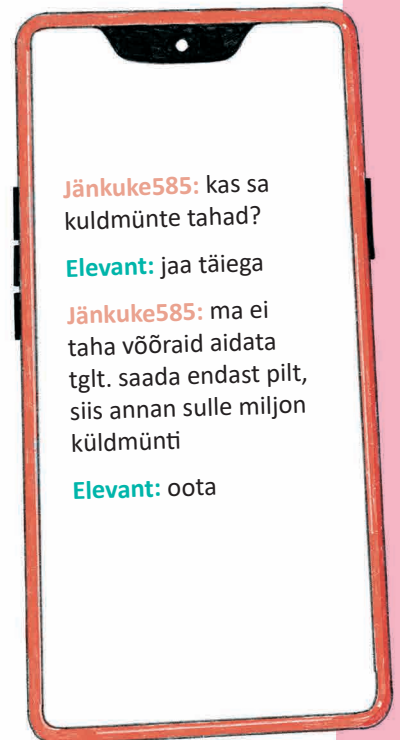 Jänkuke585: kas sa
kuldmünte tahad?
Elevant: jaa täiega
Jänkuke585: ma ei
taha võõraid aidata
tglt. saada endast pilt,
siis annan sulle miljon
küldmünti
Elevant: oota